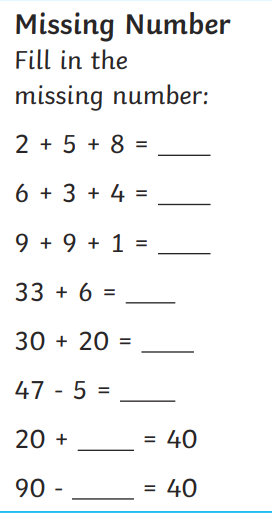 Missing Number
Fill in the
missing number:
2 + 5 + 8 = ____
6 + 3 + 4 = ____
9 + 9 + 1 = ____
33 + 6 = ____
30 + 20 = ____
47 - 5 = ____
20 + ____ = 40
90 - ____ = 40